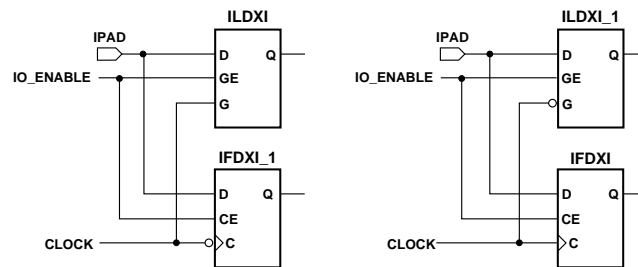 ILDXI
IPAD
D Q
IO_ENABLE
GE
G
IFDXI_1
D Q
CE
CLOCK
C
ILDXI_1
IPAD
D Q
IO_ENABLE
GE
G
IFDXI
D Q
CE
CLOCK
C